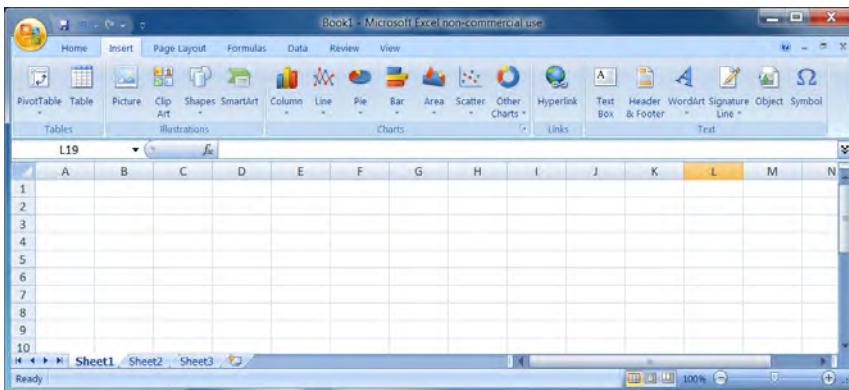 Book1 - Microsoft Excel non-commercial use
Home Insert Page Layout Formulas Data Review View
PivotTable Table Picture Clip Art Shapes SmartArt Column Line Pie Bar Area Scatter Other Charts Hyperlink Text Box Header & Footer WordArt Signature Line Object Symbol
Tables Illustrations Charts Links Text
L19 fx
A B C D E F G H I J K L M N
1
2
3
4
5
6
7
8
9
10
Sheet1 Sheet2 Sheet3
Ready 100%